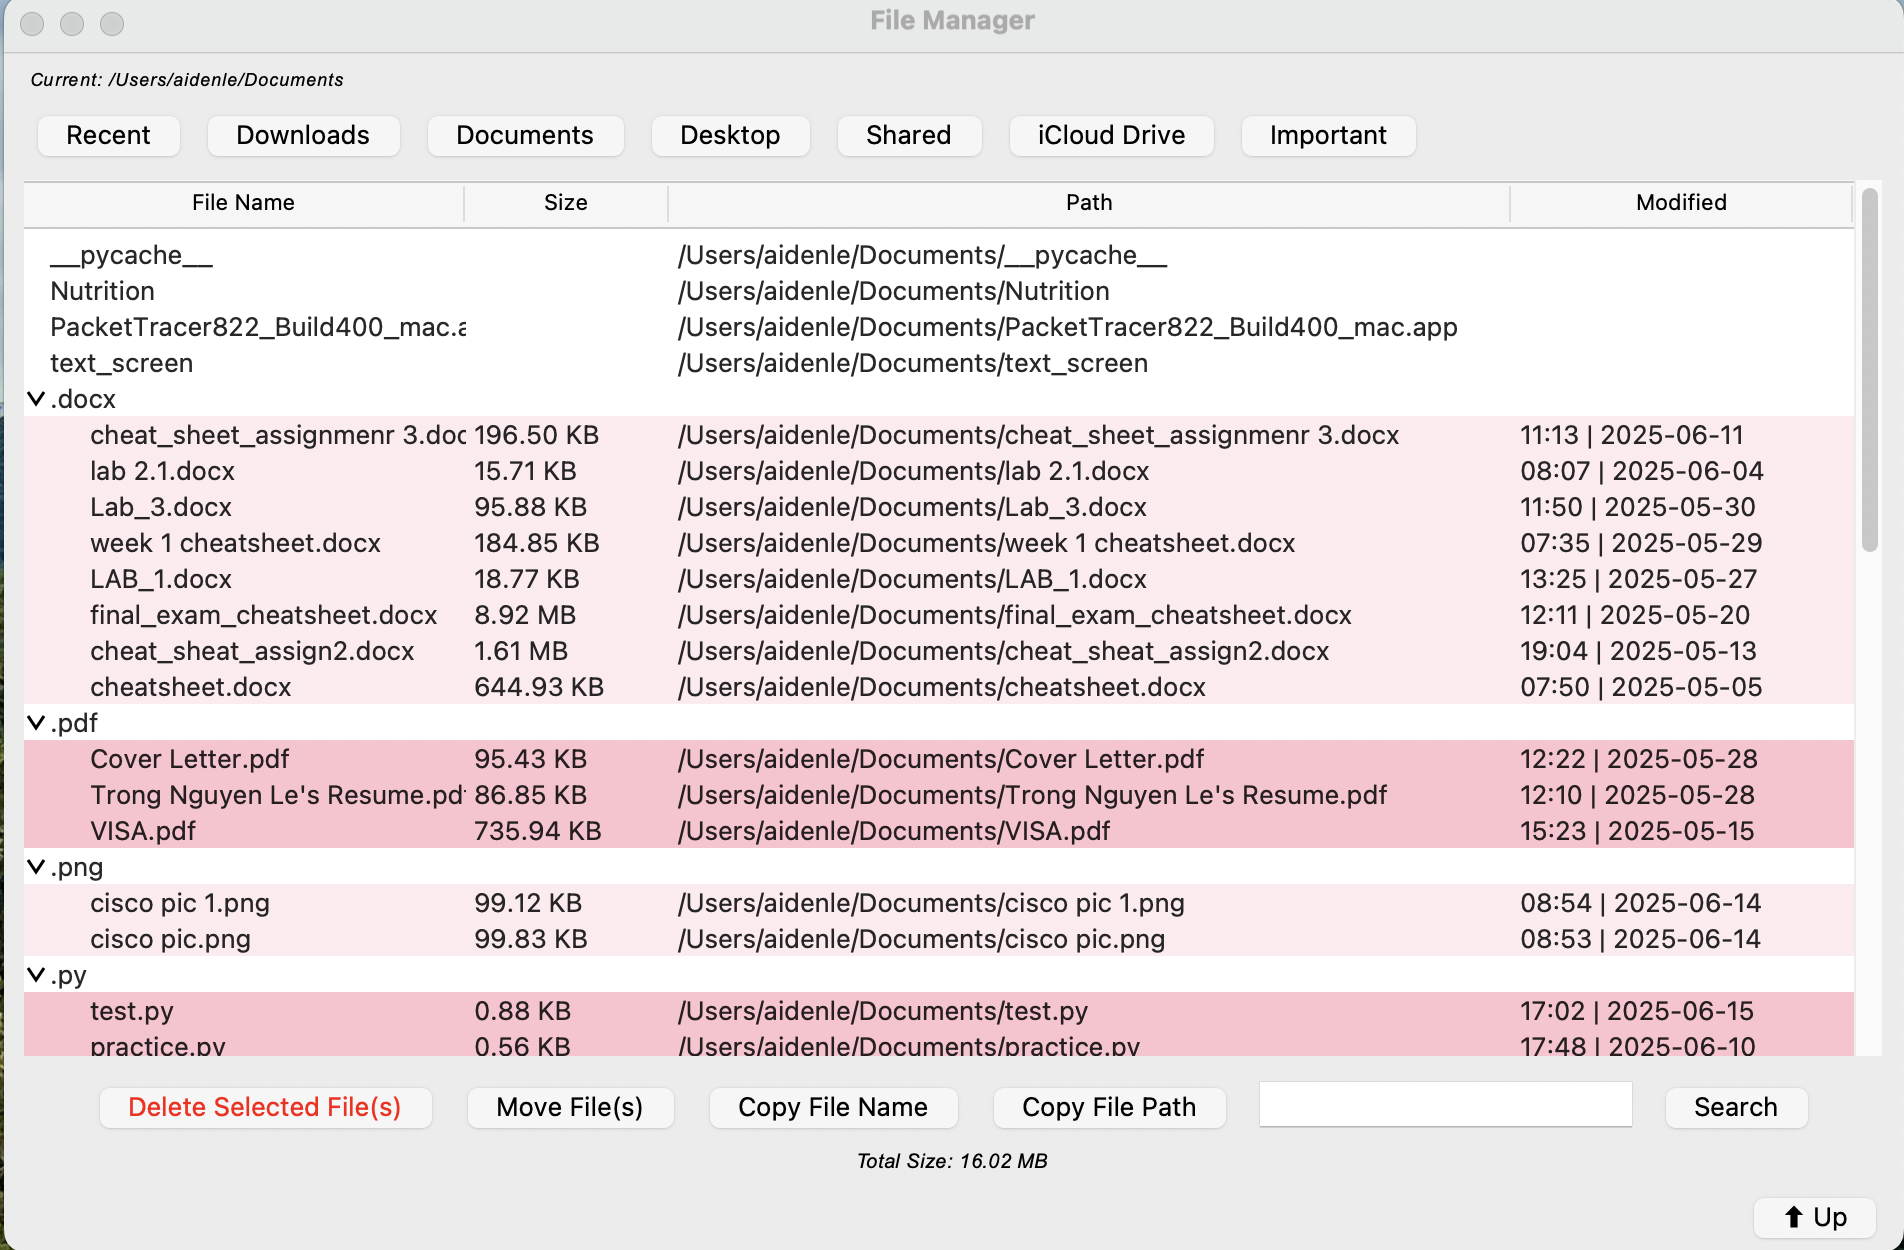 File Manager
Current: /Users/aidenle/Documents
Recent Downloads Documents Desktop Shared iCloud Drive Important
File Name Size Path Modified
__pycache__ /Users/aidenle/Documents/__pycache__
Nutrition /Users/aidenle/Documents/Nutrition
PacketTracer822_Build400_mac.a /Users/aidenle/Documents/PacketTracer822_Build400_mac.app
text_screen /Users/aidenle/Documents/text_screen
.docx
cheat_sheet_assignmenr 3.doc 196.50 KB /Users/aidenle/Documents/cheat_sheet_assignmenr 3.docx 11:13 | 2025-06-11
lab 2.1.docx 15.71 KB /Users/aidenle/Documents/lab 2.1.docx 08:07 | 2025-06-04
Lab_3.docx 95.88 KB /Users/aidenle/Documents/Lab_3.docx 11:50 | 2025-05-30
week 1 cheatsheet.docx 184.85 KB /Users/aidenle/Documents/week 1 cheatsheet.docx 07:35 | 2025-05-29
LAB_1.docx 18.77 KB /Users/aidenle/Documents/LAB_1.docx 13:25 | 2025-05-27
final_exam_cheatsheet.docx 8.92 MB /Users/aidenle/Documents/final_exam_cheatsheet.docx 12:11 | 2025-05-20
cheat_sheat_assign2.docx 1.61 MB /Users/aidenle/Documents/cheat_sheat_assign2.docx 19:04 | 2025-05-13
cheatsheet.docx 644.93 KB /Users/aidenle/Documents/cheatsheet.docx 07:50 | 2025-05-05
.pdf
Cover Letter.pdf 95.43 KB /Users/aidenle/Documents/Cover Letter.pdf 12:22 | 2025-05-28
Trong Nguyen Le's Resume.pdf 86.85 KB /Users/aidenle/Documents/Trong Nguyen Le's Resume.pdf 12:10 | 2025-05-28
VISA.pdf 735.94 KB /Users/aidenle/Documents/VISA.pdf 15:23 | 2025-05-15
.png
cisco pic 1.png 99.12 KB /Users/aidenle/Documents/cisco pic 1.png 08:54 | 2025-06-14
cisco pic.png 99.83 KB /Users/aidenle/Documents/cisco pic.png 08:53 | 2025-06-14
.py
test.py 0.88 KB /Users/aidenle/Documents/test.py 17:02 | 2025-06-15
practice.py 0.56 KB /Users/aidenle/Documents/practice.py 17:48 | 2025-06-10
Delete Selected File(s) Move File(s) Copy File Name Copy File Path Search
Total Size: 16.02 MB
⬆ Up